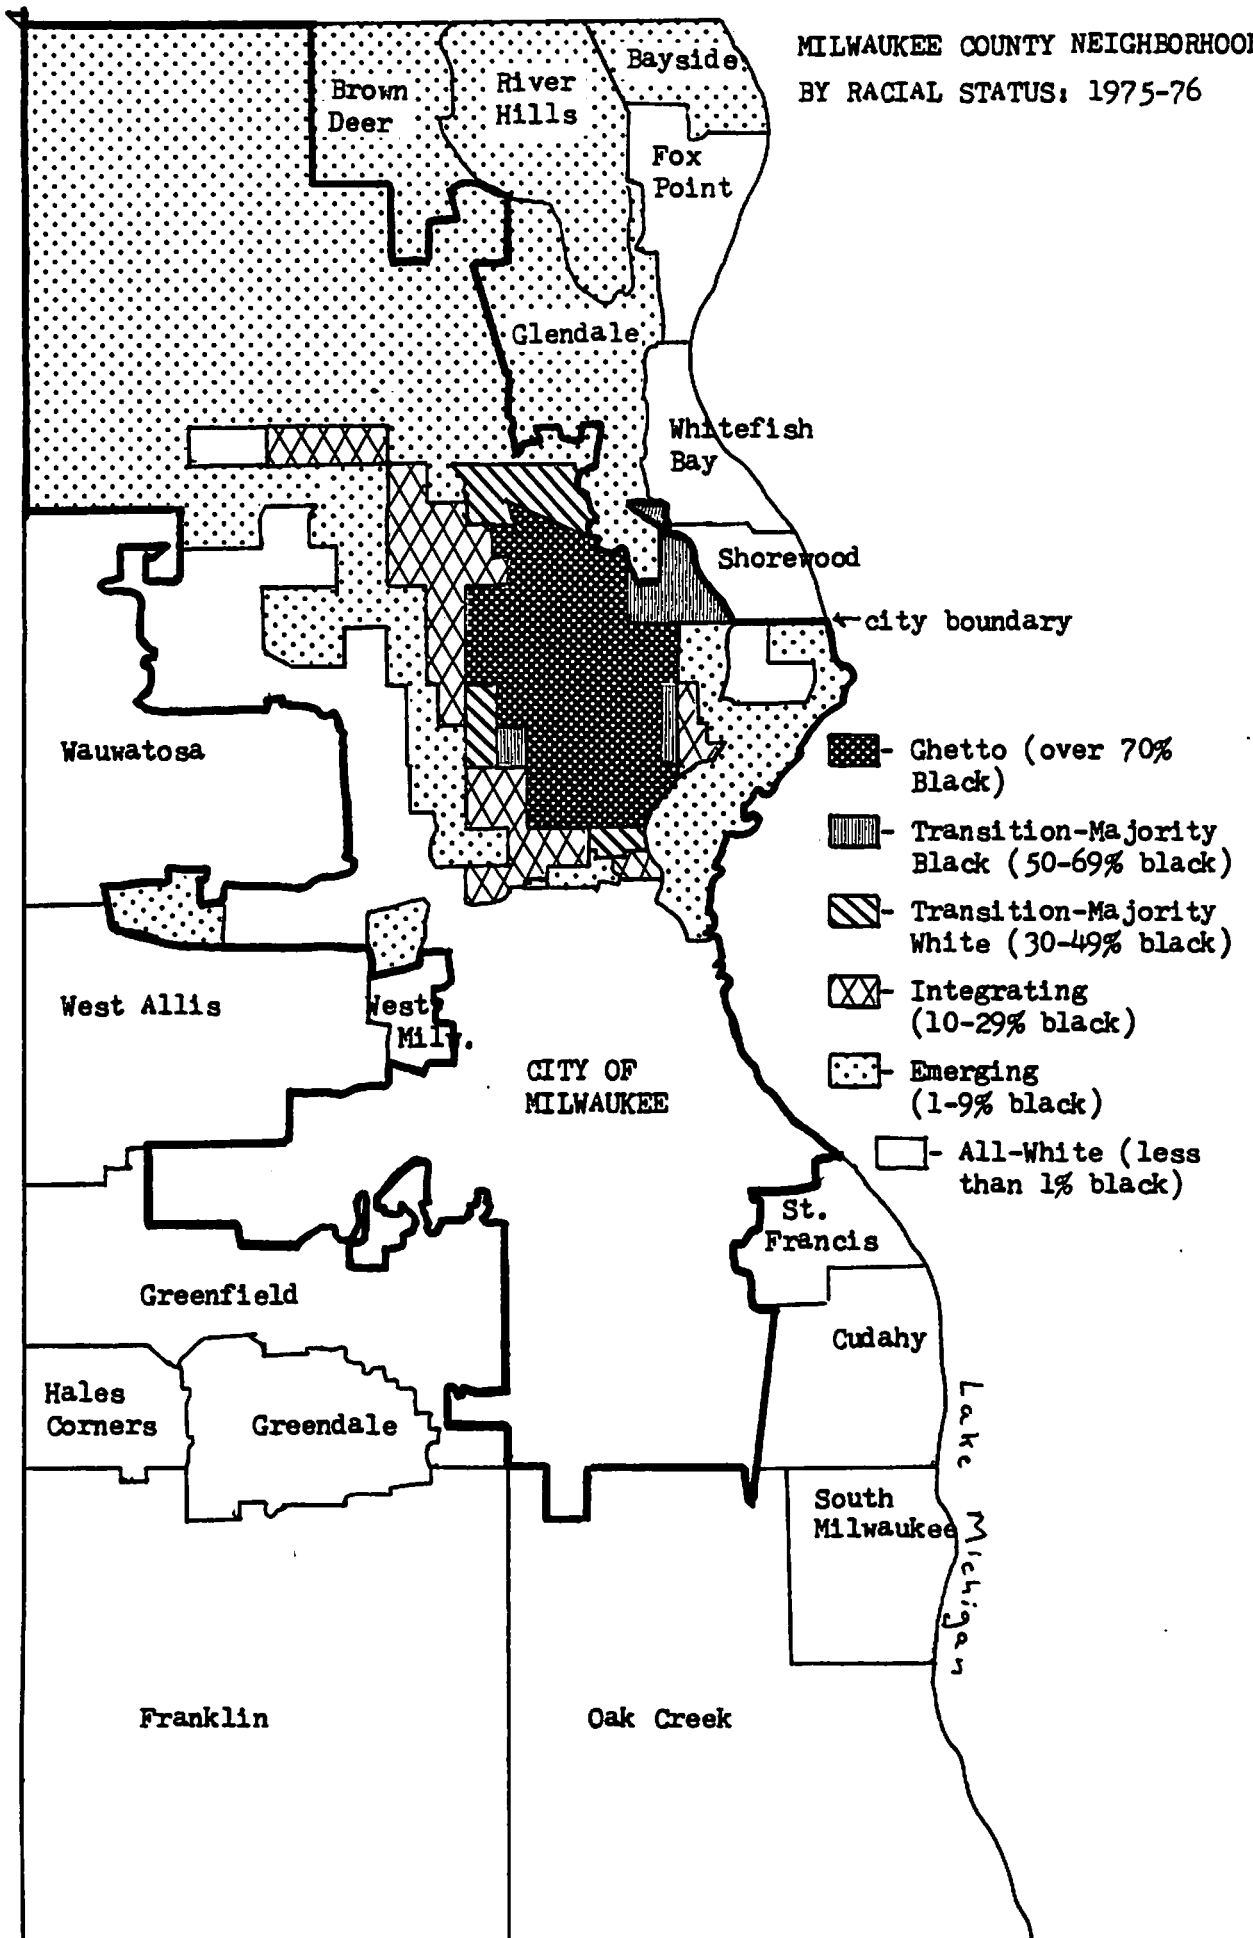 MILWAUKEE COUNTY NEIGHBORHOO
BY RACIAL STATUS: 1975-76
Bayside
Brown
Deer
River
Hills
Fox
Point
Glendale
Whitefish
Bay
Shorewood
city boundary
Wauwatosa
- Ghetto (over 70%
Black)
- Transition-Majority
Black (50-69% black)
- Transition-Majority
White (30-49% black)
- Integrating
(10-29% black)
- Emerging
(1-9% black)
- All-White (less
than 1% black)
West Allis
West
Mil.
CITY OF
MILWAUKEE
St.
Francis
Greenfield
Cudahy
Hales
Corners
Greendale
Lake Michigan
South
Milwaukee
Franklin
Oak Creek